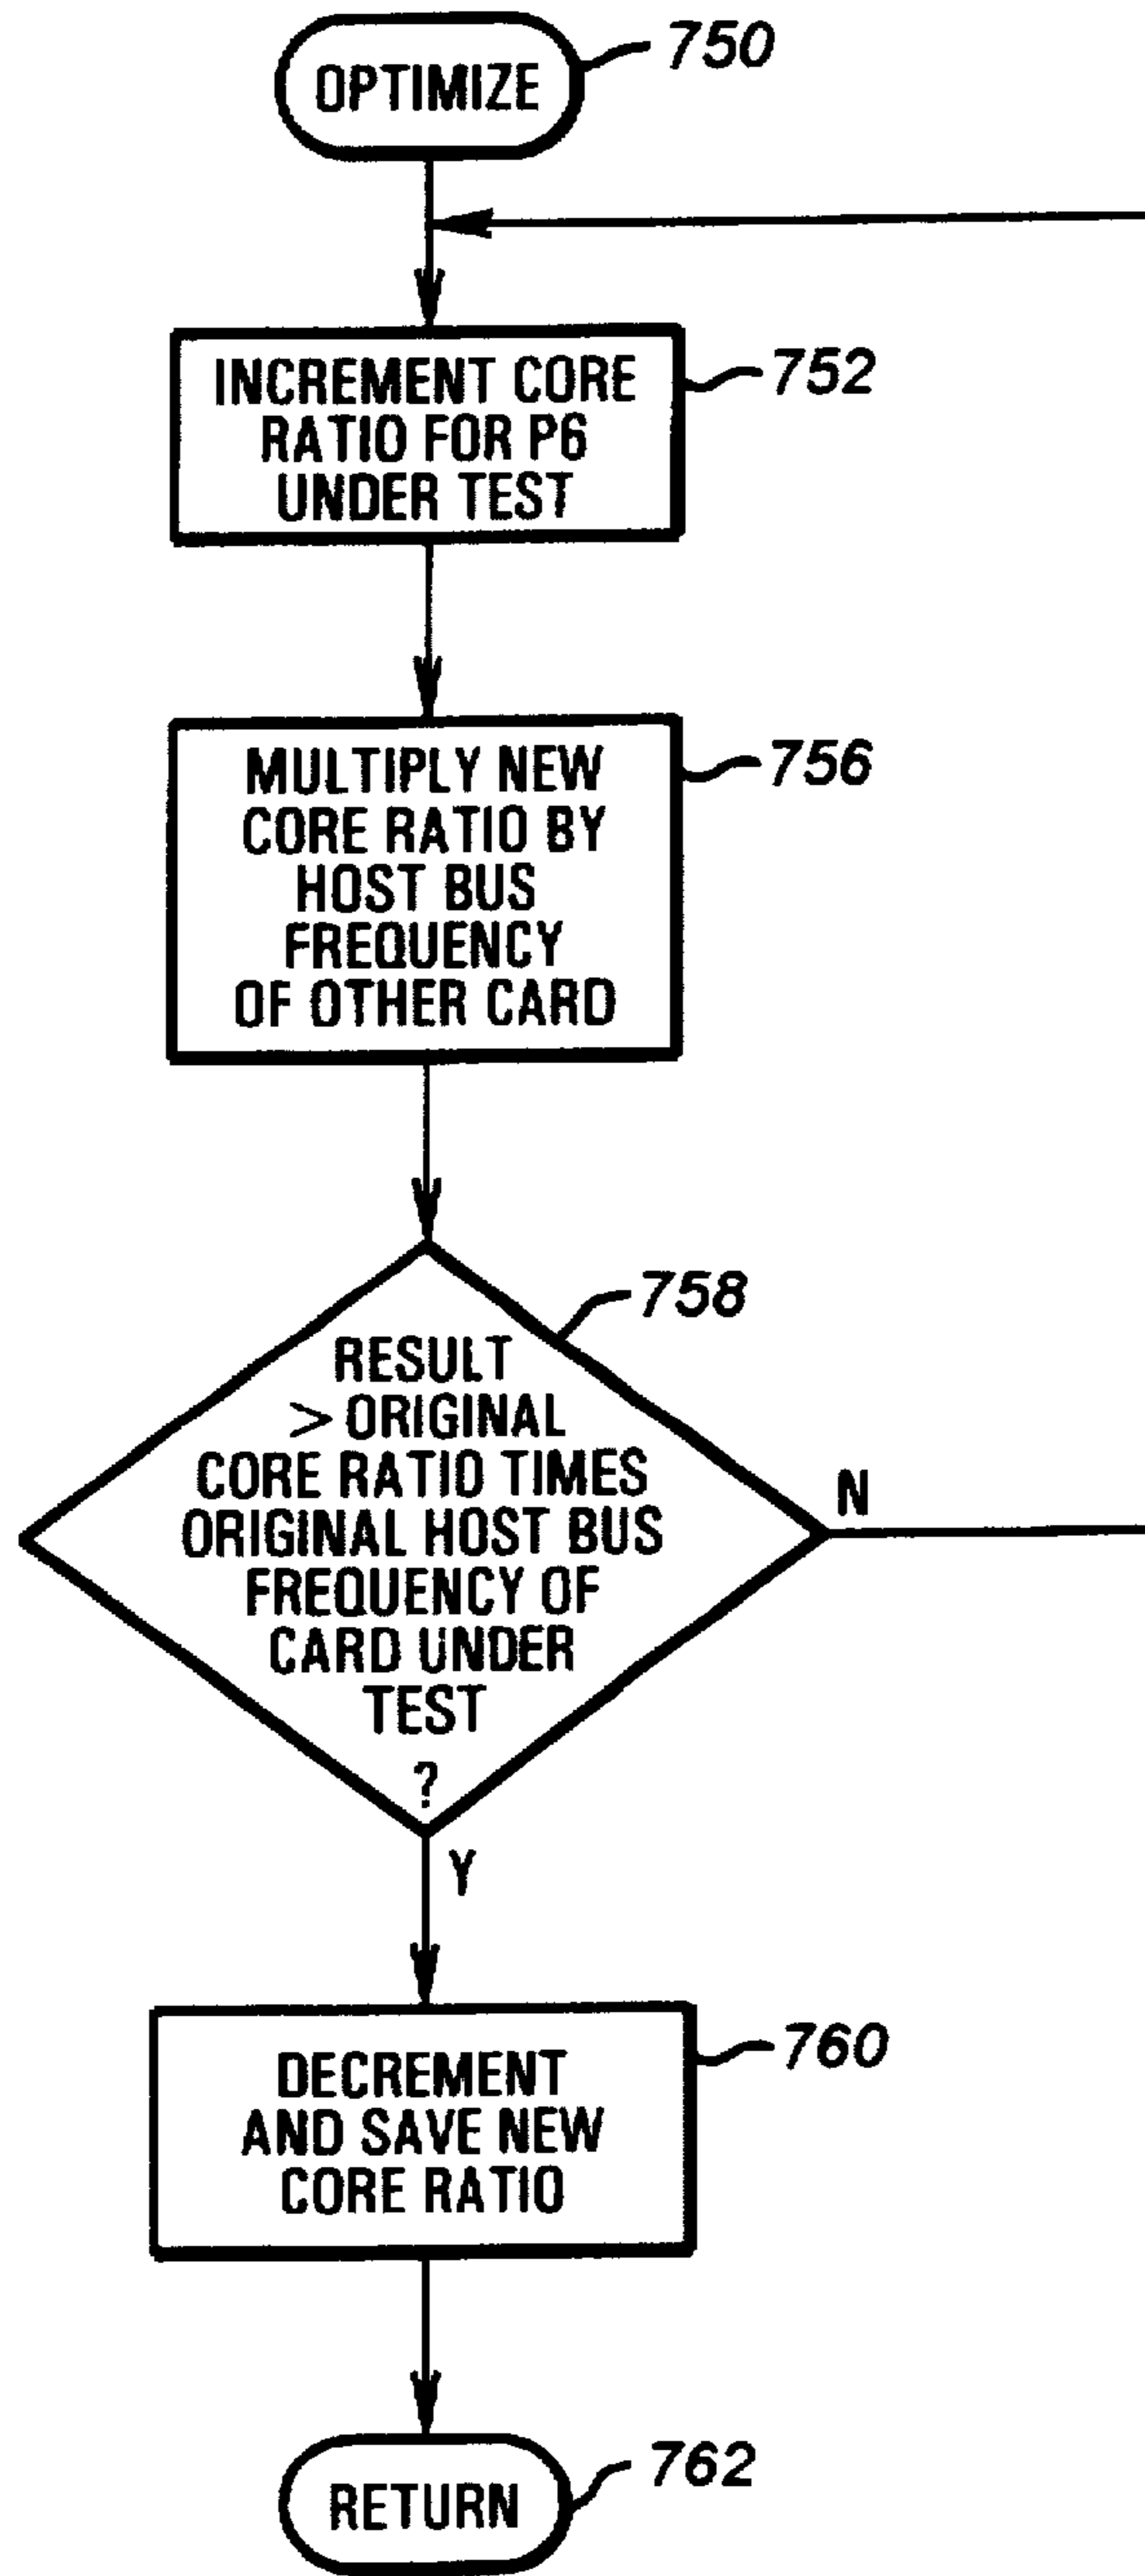 OPTIMIZE
750
INCREMENT CORE
RATIO FOR P6
UNDER TEST
752
MULTIPLY NEW
CORE RATIO BY
HOST BUS
FREQUENCY
OF OTHER CARD
756
758
RESULT
> ORIGINAL
CORE RATIO TIMES
ORIGINAL HOST BUS
FREQUENCY OF
CARD UNDER
TEST
?
N
Y
DECREMENT
AND SAVE NEW
CORE RATIO
760
RETURN
762